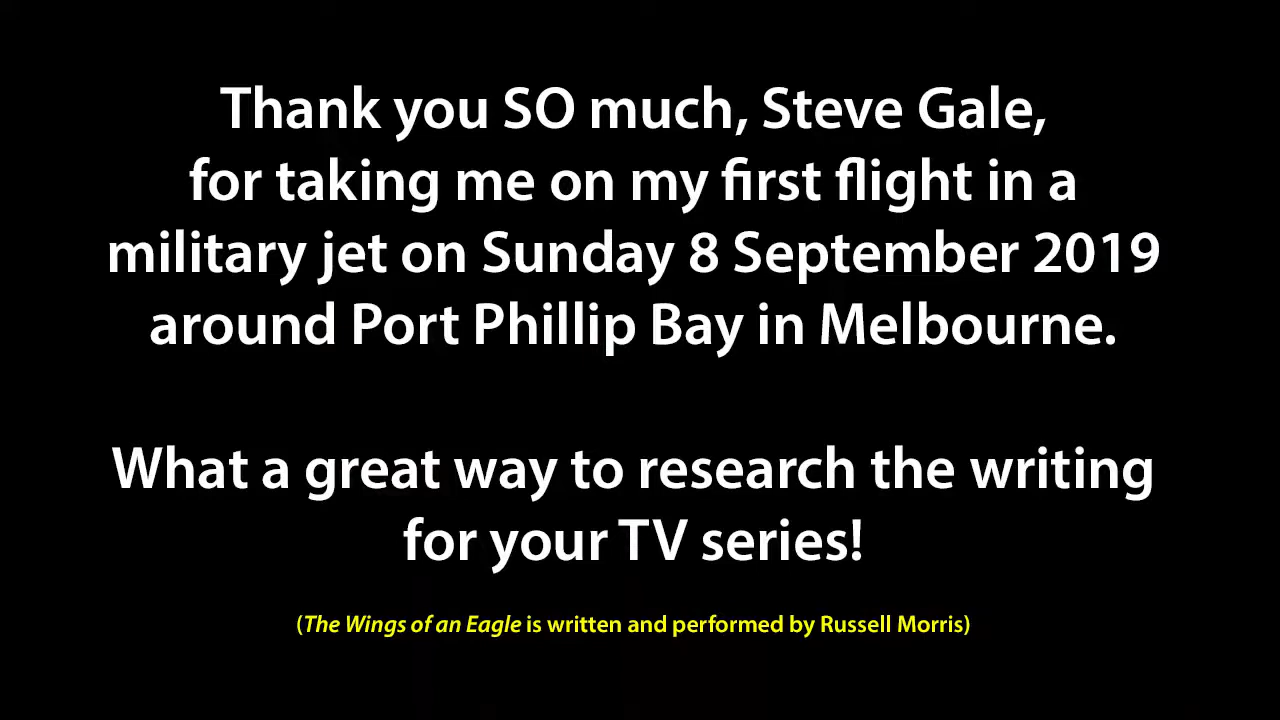 Thank you SO much, Steve Gale,
for taking me on my first flight in a
military jet on Sunday 8 September 2019
around Port Phillip Bay in Melbourne.
What a great way to research the writing
for your TV series!
(The Wings of an Eagle is written and performed by Russell Morris)